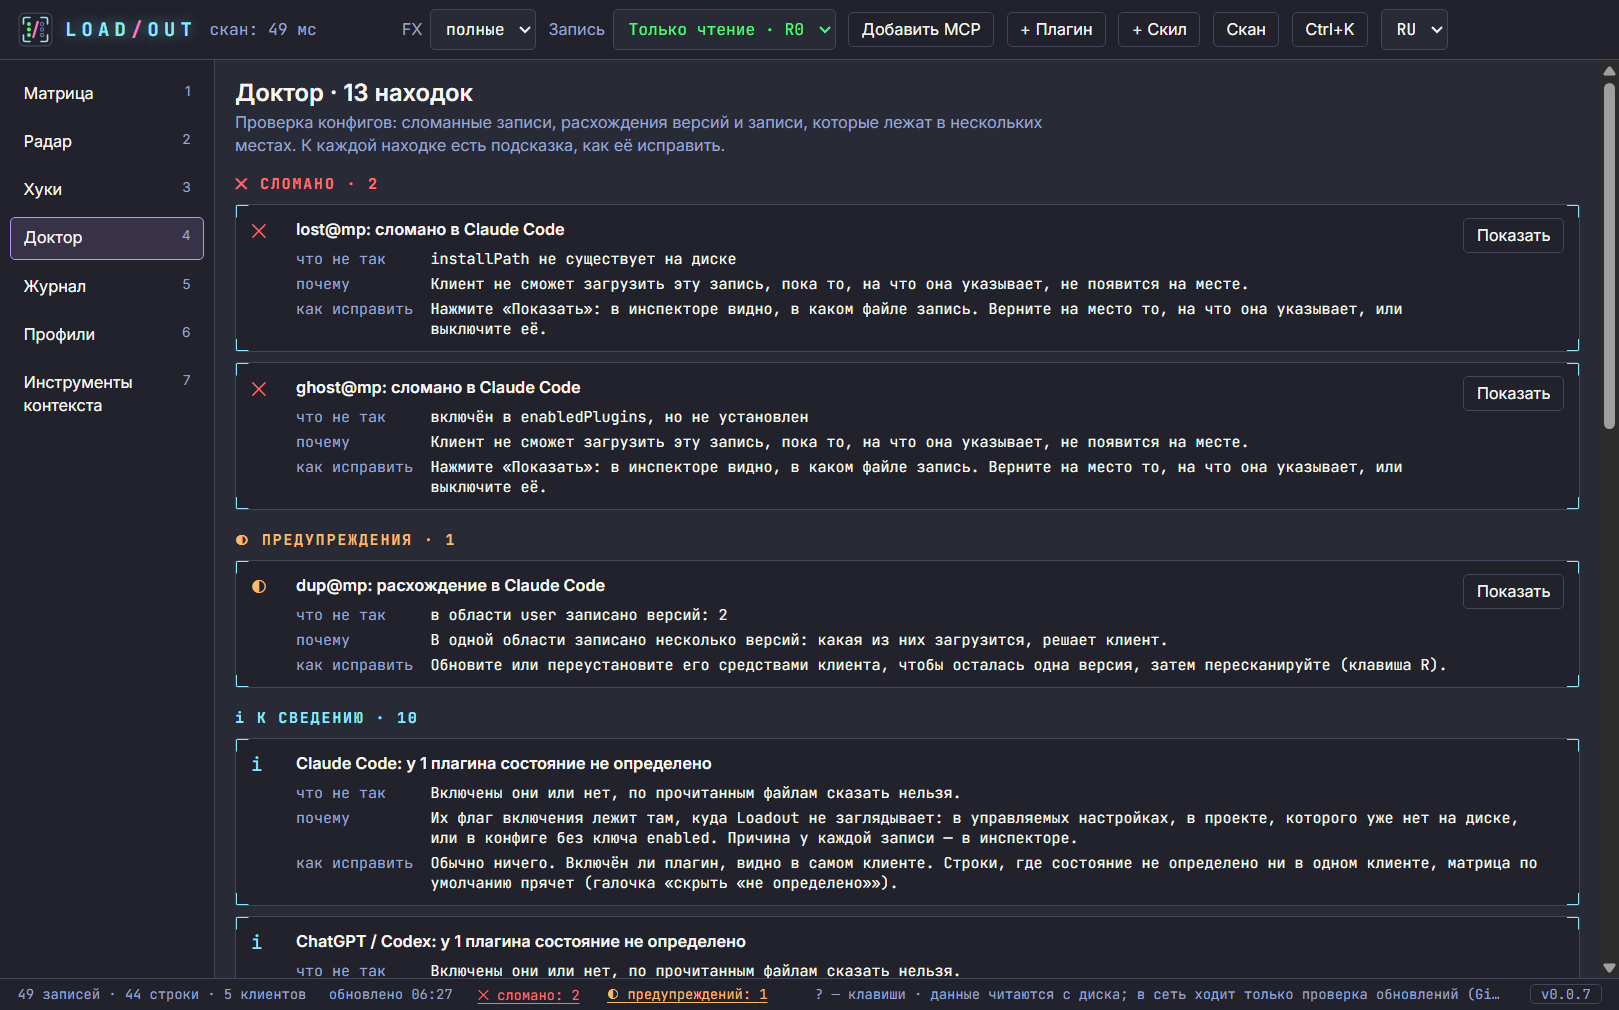 LOAD/OUT скан: 49 мс FX полные Запись Только чтение · R0 Добавить MCP + Плагин + Скил Скан Ctrl+K RU
Матрица 1
Радар 2
Хуки 3
Доктор 4
Журнал 5
Профили 6
Инструменты 7
контекста
Доктор · 13 находок
Проверка конфигов: сломанные записи, расхождения версий и записи, которые лежат в нескольких
местах. К каждой находке есть подсказка, как её исправить.
СЛОМАНО · 2
lost@mp: сломано в Claude Code
Показать
что не так installPath не существует на диске
почему Клиент не сможет загрузить эту запись, пока то, на что она указывает, не появится на месте.
как исправить Нажмите «Показать»: в инспекторе видно, в каком файле запись. Верните на место то, на что она указывает, или
выключите её.
ghost@mp: сломано в Claude Code
Показать
что не так включён в enabledPlugins, но не установлен
почему Клиент не сможет загрузить эту запись, пока то, на что она указывает, не появится на месте.
как исправить Нажмите «Показать»: в инспекторе видно, в каком файле запись. Верните на место то, на что она указывает, или
выключите её.
ПРЕДУПРЕЖДЕНИЯ · 1
dup@mp: расхождение в Claude Code
Показать
что не так в области user записано версий: 2
почему В одной области записано несколько версий: какая из них загрузится, решает клиент.
как исправить Обновите или переустановите его средствами клиента, чтобы осталась одна версия, затем пересканируйте (клавиша R).
i К СВЕДЕНИЮ · 10
i Claude Code: у 1 плагина состояние не определено
что не так Включены они или нет, по прочитанным файлам сказать нельзя.
почему Их флаг включения лежит там, куда Loadout не заглядывает: в управляемых настройках, в проекте, которого уже нет на диске,
или в конфиге без ключа enabled. Причина у каждой записи — в инспекторе.
как исправить Обычно ничего. Включён ли плагин, видно в самом клиенте. Строки, где состояние не определено ни в одном клиенте, матрица по
умолчанию прячет (галочка «скрыть «не определено»»).
i ChatGPT / Codex: у 1 плагина состояние не определено
что не так Включены они или нет, по прочитанным файлам сказать нельзя.
49 записей · 44 строки · 5 клиентов обновлено 06:27 сломано: 2 предупреждений: 1 ? — клавиши · данные читаются с диска; в сеть ходит только проверка обновлений (Gi… v0.0.7